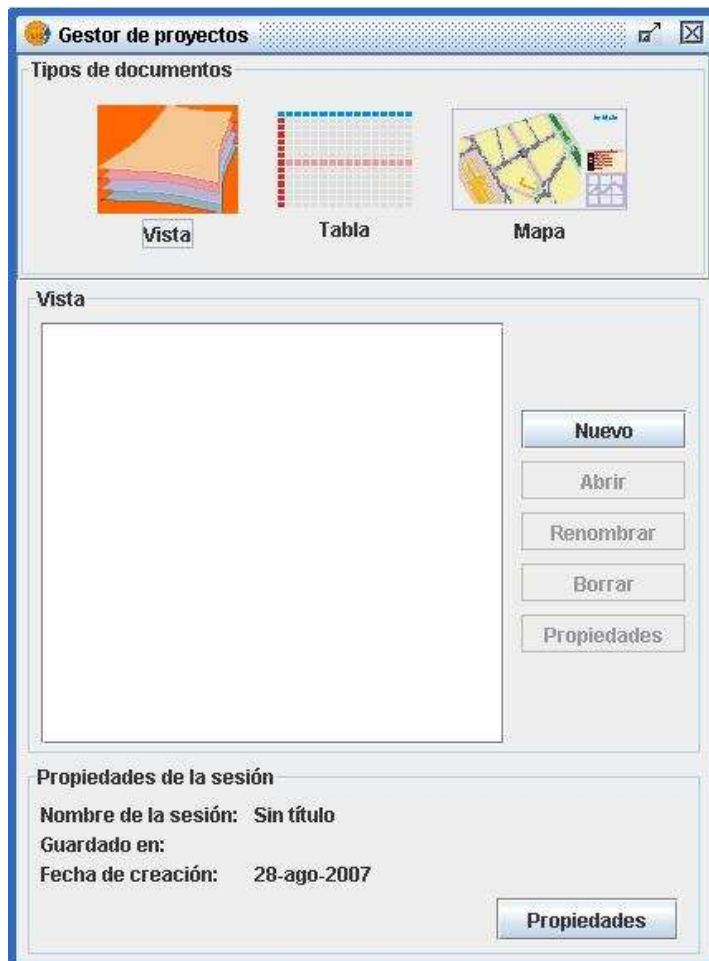 Gestor de proyectos
Tipos de documentos
Vista
Tabla
Mapa
Vista
Nuevo
Abrir
Renombrar
Borrar
Propiedades
Propiedades de la sesión
Nombre de la sesión: Sin título
Guardado en:
Fecha de creación: 28-ago-2007
Propiedades